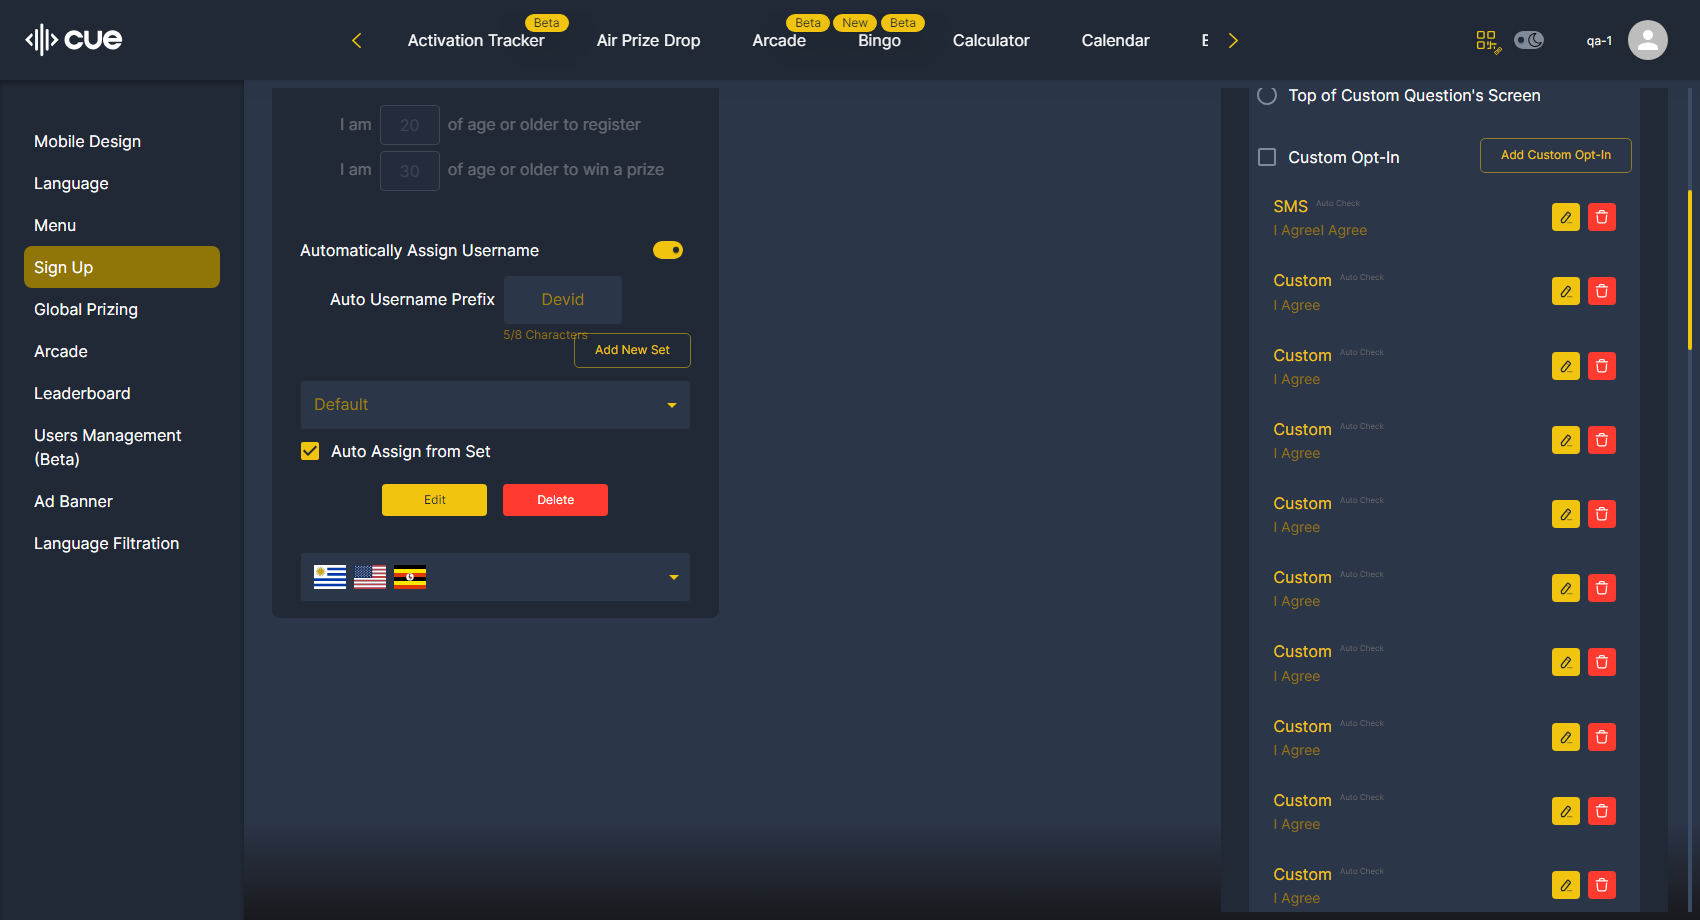 cue
Activation Tracker
Beta
Air Prize Drop
Arcade
Beta
New
Bingo
Beta
Calculator
Calendar
qa-1
Mobile Design
Language
Menu
Sign Up
Global Prizing
Arcade
Leaderboard
Users Management
(Beta)
Ad Banner
Language Filtration
I am 20 of age or older to register
I am 30 of age or older to win a prize
Automatically Assign Username
Auto Username Prefix Devid
5/8 Characters
Add New Set
Default
Auto Assign from Set
Edit
Delete
Top of Custom Question's Screen
Custom Opt-In
Add Custom Opt-In
SMS Auto Check
I AgreeI Agree
Custom Auto Check
I Agree
Custom Auto Check
I Agree
Custom Auto Check
I Agree
Custom Auto Check
I Agree
Custom Auto Check
I Agree
Custom Auto Check
I Agree
Custom Auto Check
I Agree
Custom Auto Check
I Agree
Custom Auto Check
I Agree